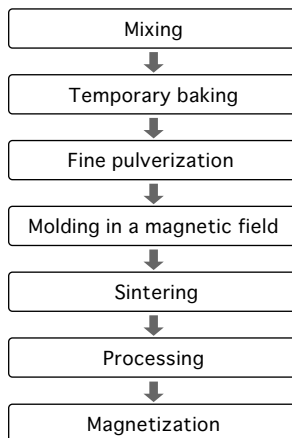 Mixing
Temporary baking
Fine pulverization
Molding in a magnetic field
Sintering
Processing
Magnetization